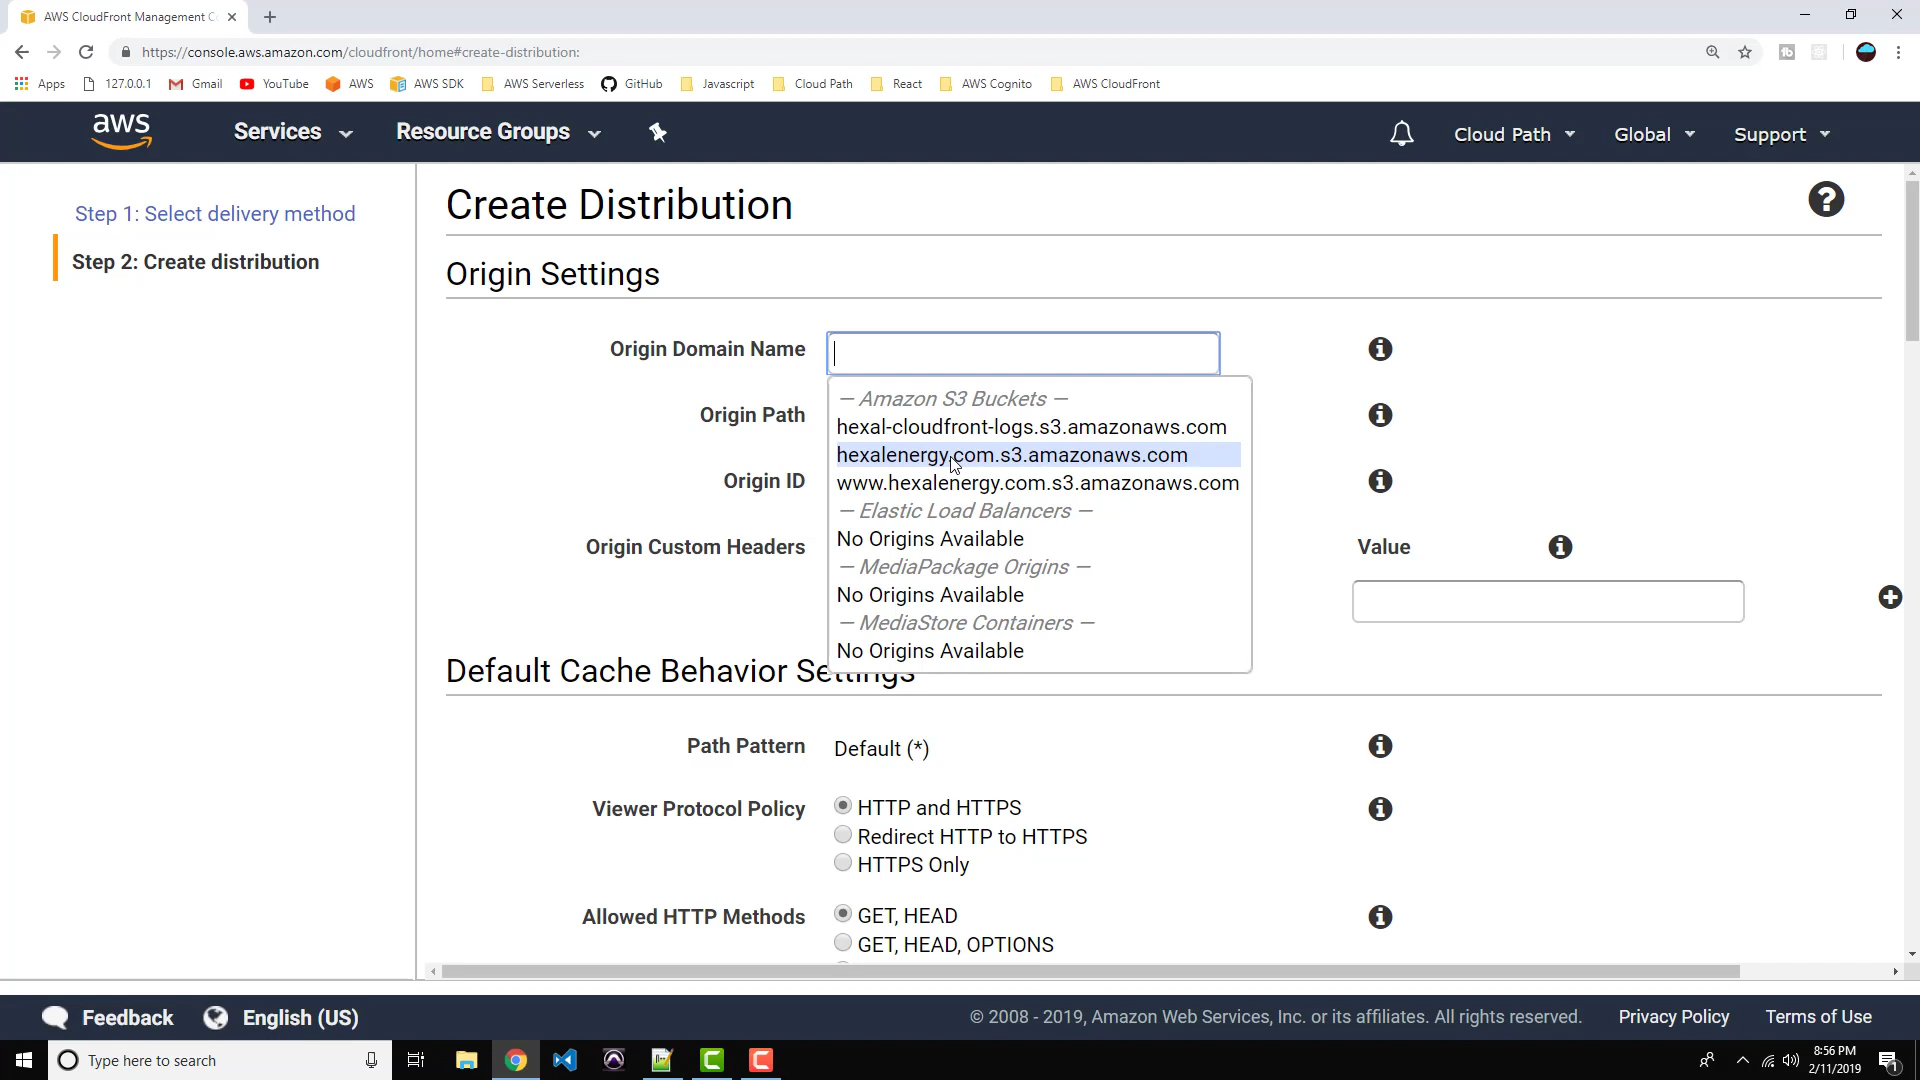 AWS CloudFront Management C
https://console.aws.amazon.com/cloudfront/home#create-distribution:
Apps 127.0.0.1 Gmail YouTube AWS AWS SDK AWS Serverless GitHub Javascript Cloud Path React AWS Cognito AWS CloudFront
aws Services Resource Groups Cloud Path Global Support
Step 1: Select delivery method
Step 2: Create distribution
Create Distribution
Origin Settings
Origin Domain Name
— Amazon S3 Buckets —
hexal-cloudfront-logs.s3.amazonaws.com
hexalenergy.com.s3.amazonaws.com
www.hexalenergy.com.s3.amazonaws.com
— Elastic Load Balancers —
No Origins Available
— MediaPackage Origins —
No Origins Available
— MediaStore Containers —
No Origins Available
Origin Path
Origin ID
Origin Custom Headers Value
Default Cache Behavior Settings
Path Pattern Default (*)
Viewer Protocol Policy HTTP and HTTPS
Redirect HTTP to HTTPS
HTTPS Only
Allowed HTTP Methods GET, HEAD
GET, HEAD, OPTIONS
Feedback English (US) © 2008 - 2019, Amazon Web Services, Inc. or its affiliates. All rights reserved. Privacy Policy Terms of Use
Type here to search
8:56 PM
2/11/2019
1